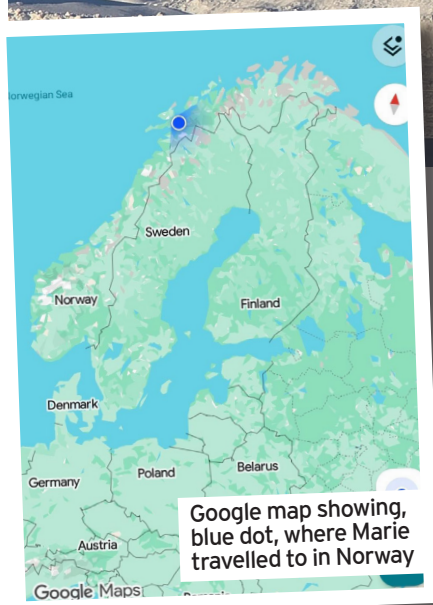 Norwegian Sea
Sweden
Norway
Finland
Denmark
Germany
Poland
Belarus
Austria
Google map showing,
blue dot, where Marie
travelled to in Norway
Google Maps